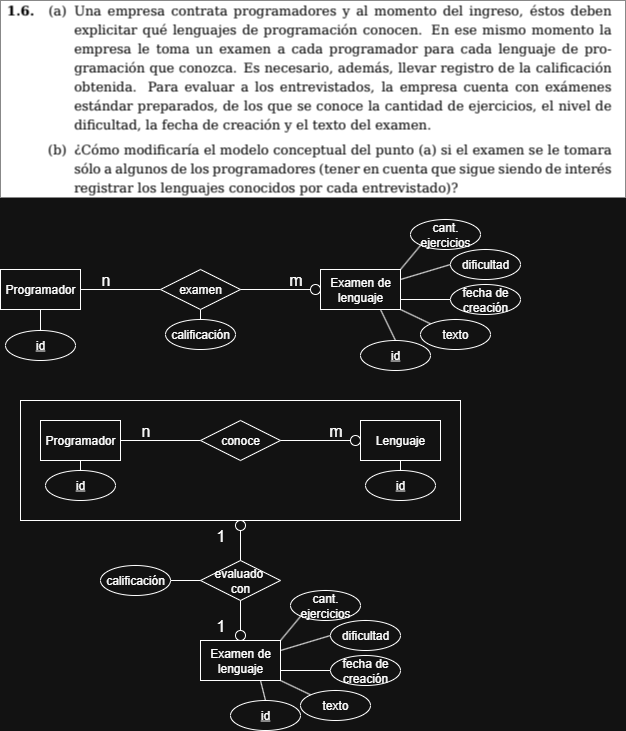 1.6. (a) Una empresa contrata programadores y al momento del ingreso, éstos deben
explicitar qué lenguajes de programación conocen. En ese mismo momento la
empresa le toma un examen a cada programador para cada lenguaje de pro-
gramación que conozca. Es necesario, además, llevar registro de la calificación
obtenida. Para evaluar a los entrevistados, la empresa cuenta con exámenes
estándar preparados, de los que se conoce la cantidad de ejercicios, el nivel de
dificultad, la fecha de creación y el texto del examen.
(b) ¿Cómo modificaría el modelo conceptual del punto (a) si el examen se le tomara
sólo a algunos de los programadores (tener en cuenta que sigue siendo de interés
registrar los lenguajes conocidos por cada entrevistado)?
cant.
ejercicios
dificultad
Programador
n
examen
m
Examen de
lenguaje
fecha de
creación
calificación
texto
id
id
Programador
n
conoce
m
Lenguaje
id
id
1
calificación
evaluado
con
cant.
ejercicios
1
dificultad
Examen de
lenguaje
fecha de
creación
texto
id